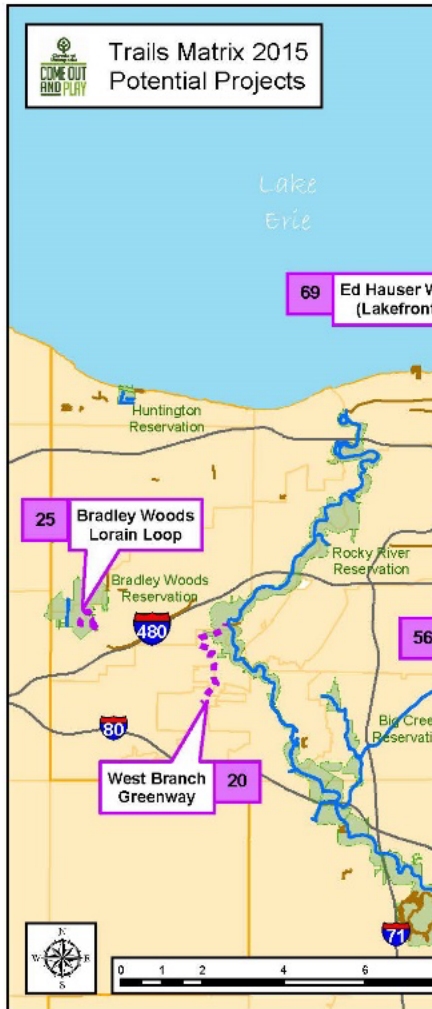 COME OUT
AND PLAY
Trails Matrix 2015
Potential Projects
Lake
Erie
69
Ed Hauser W
(Lakefront
Huntington
Reservation
25
Bradley Woods
Lorain Loop
Bradley Woods
Reservation
Rocky River
Reservation
480
56
80
Big Cree
Reservati
West Branch
Greenway
20
71
N
W
S
0 1 2 4 6